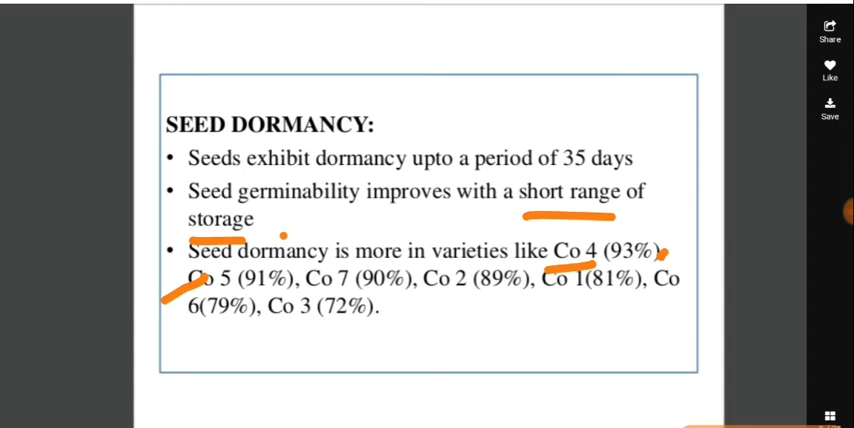 Share
Like
Save
SEED DORMANCY:
• Seeds exhibit dormancy upto a period of 35 days
• Seed germinability improves with a short range of
storage
• Seed dormancy is more in varieties like Co 4 (93%),
Co 5 (91%), Co 7 (90%), Co 2 (89%), Co 1(81%), Co
6(79%), Co 3 (72%).